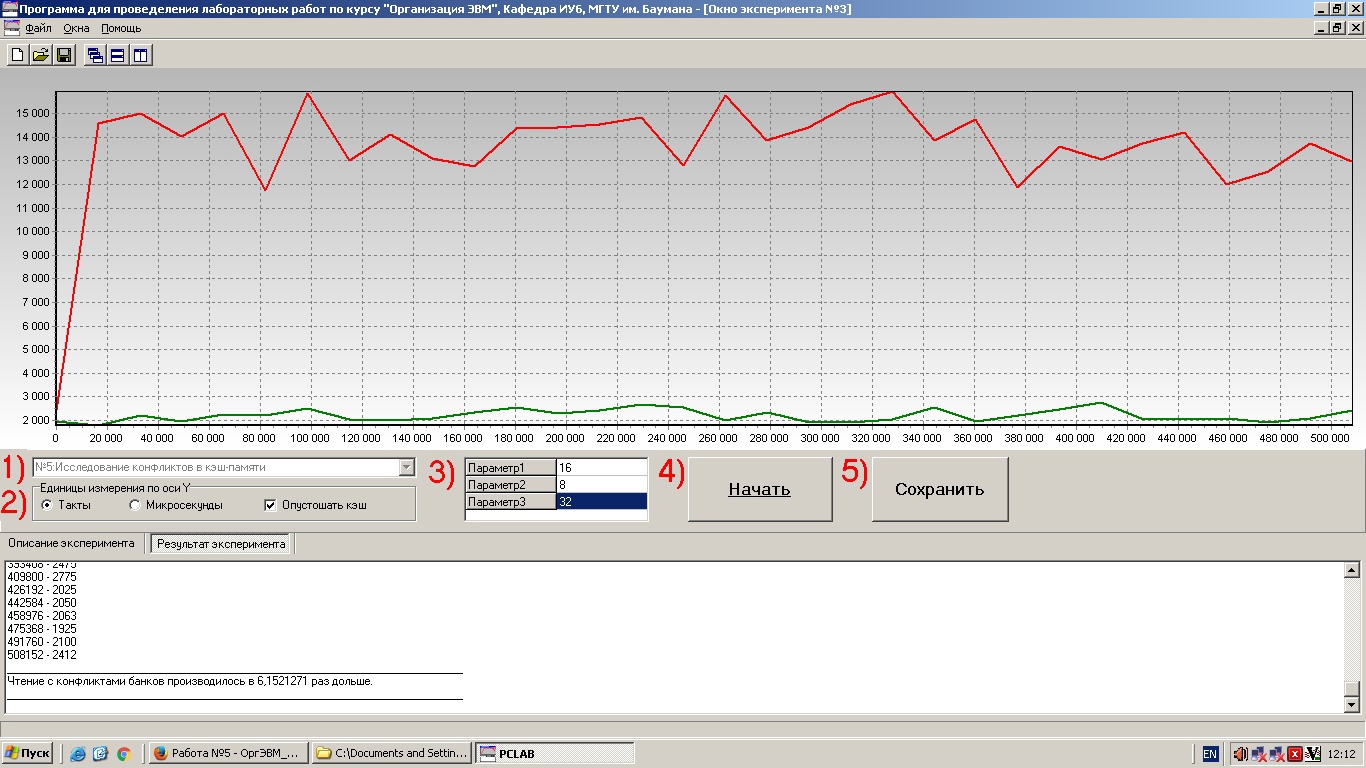 Программа для проведения лабораторных работ по курсу "Организация ЭВМ", Кафедра ИУ6, МГТУ им. Баумана - [Окно эксперимента №3]
Файл Окна Помощь
15 000
14 000
13 000
12 000
11 000
10 000
9 000
8 000
7 000
6 000
5 000
4 000
3 000
2 000
0 20 000 40 000 60 000 80 000 100 000 120 000 140 000 160 000 180 000 200 000 220 000 240 000 260 000 280 000 300 000 320 000 340 000 360 000 380 000 400 000 420 000 440 000 460 000 480 000 500 000
1) №5:Исследование конфликтов в кэш-памяти
2) Единицы измерения по оси Y
Такты Микросекунды Опустошать кэш
3) Параметр1 16
Параметр2 8
Параметр3 32
4) Начать
5) Сохранить
Описание эксперимента Результат эксперимента
393408 - 2475
409800 - 2775
426192 - 2025
442584 - 2050
458976 - 2063
475368 - 1925
491760 - 2100
508152 - 2412
Чтение с конфликтами банков производилось в 6,1521271 раз дольше.
Пуск Работа №5 - ОргЭВМ_... C:\Documents and Settin... PCLAB EN 12:12